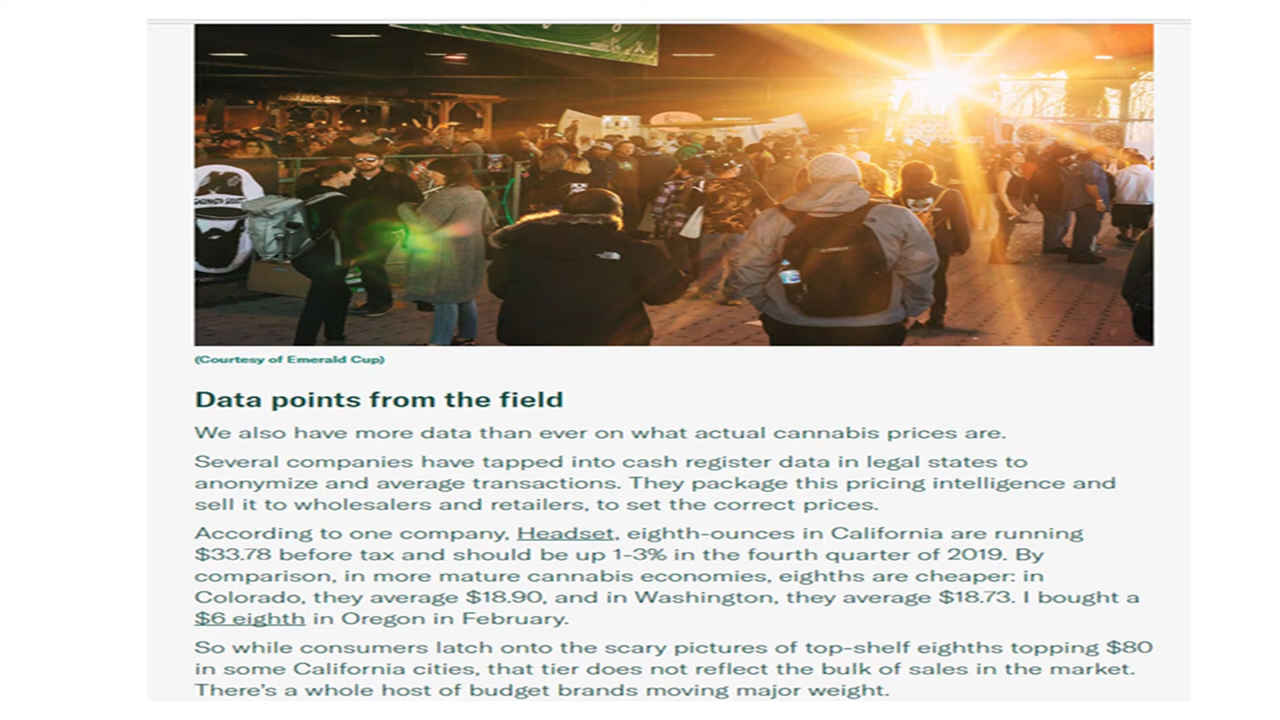 (Courtesy of Emerald Cup)
Data points from the field
We also have more data than ever on what actual cannabis prices are.
Several companies have tapped into cash register data in legal states to
anonymize and average transactions. They package this pricing intelligence and
sell it to wholesalers and retailers, to set the correct prices.
According to one company, Headset, eighth-ounces in California are running
$33.78 before tax and should be up 1-3% in the fourth quarter of 2019. By
comparison, in more mature cannabis economies, eighths are cheaper: in
Colorado, they average $18.90, and in Washington, they average $18.73. I bought a
$6 eighth in Oregon in February.
So while consumers latch onto the scary pictures of top-shelf eighths topping $80
in some California cities, that tier does not reflect the bulk of sales in the market.
There's a whole host of budget brands moving major weight.